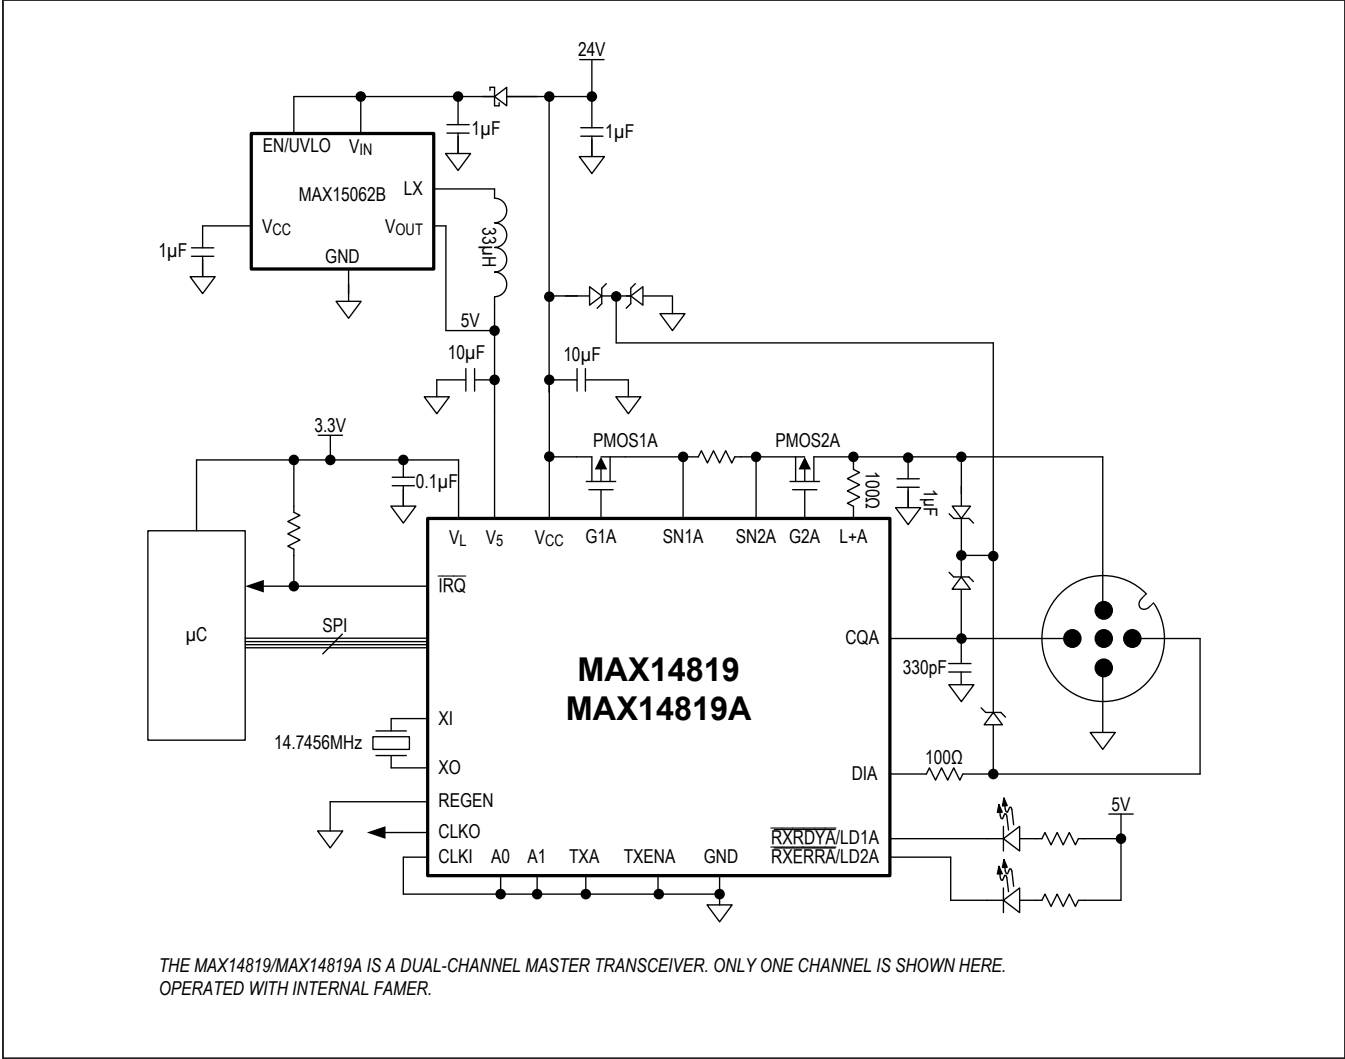 24V
1µF
1µF
EN/UVLO VIN
MAX15062B
LX
VCC
VOUT
GND
1µF
33µH
5V
10µF
10µF
3.3V
0.1µF
PMOS1A
PMOS2A
100Ω
1µF
VL V5 VCC G1A SN1A SN2A G2A L+A
IRQ
µC
SPI
CQA
330pF
MAX14819
MAX14819A
XI
14.7456MHz
XO
DIA
100Ω
REGEN
CLKO
CLKI
A0 A1 TXA TXENA GND
RXRDYA/LD1A
RXERRA/LD2A
5V
THE MAX14819/MAX14819A IS A DUAL-CHANNEL MASTER TRANSCEIVER. ONLY ONE CHANNEL IS SHOWN HERE.
OPERATED WITH INTERNAL FAMER.